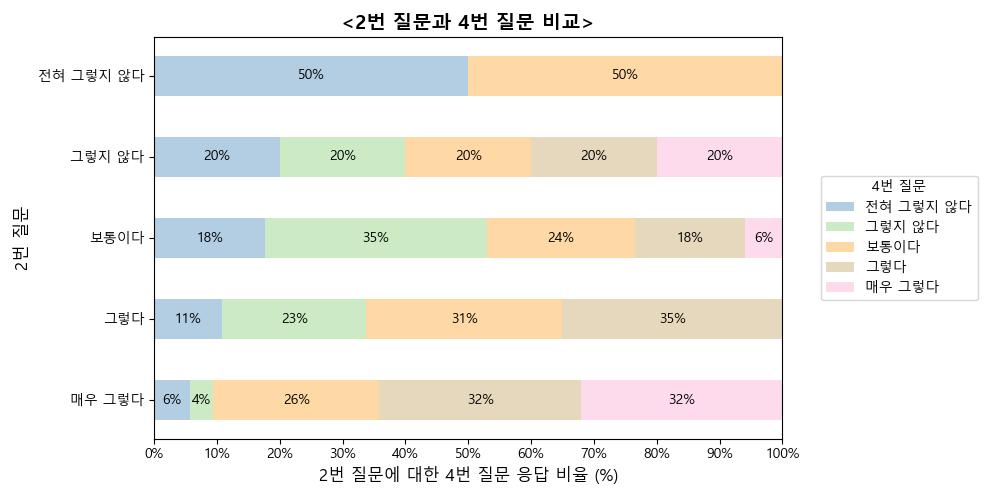 <2번 질문과 4번 질문 비교>
전혀 그렇지 않다
50%
50%
그렇지 않다
20%
20%
20%
20%
20%
보통이다
18%
35%
24%
18%
6%
그렇다
11%
23%
31%
35%
매우 그렇다
6%
4%
26%
32%
32%
0%
10%
20%
30%
40%
50%
60%
70%
80%
90%
100%
2번 질문에 대한 4번 질문 응답 비율 (%)
2번 질문
4번 질문
전혀 그렇지 않다
그렇지 않다
보통이다
그렇다
매우 그렇다